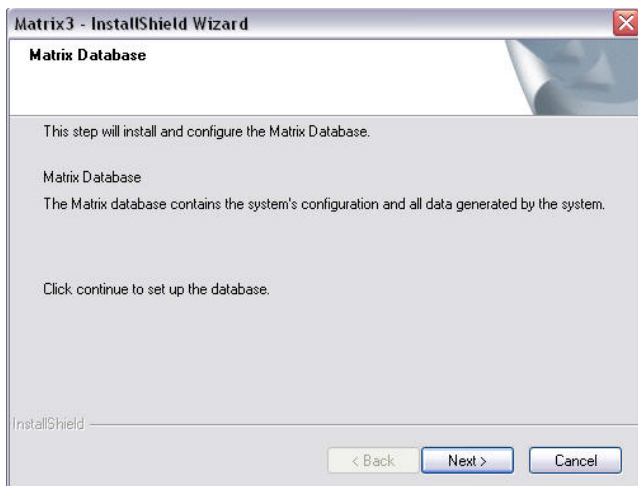 Matrix3 - InstallShield Wizard
Matrix Database
This step will install and configure the Matrix Database.
Matrix Database
The Matrix database contains the system's configuration and all data generated by the system.
Click continue to set up the database.
InstallShield
< Back
Next >
Cancel